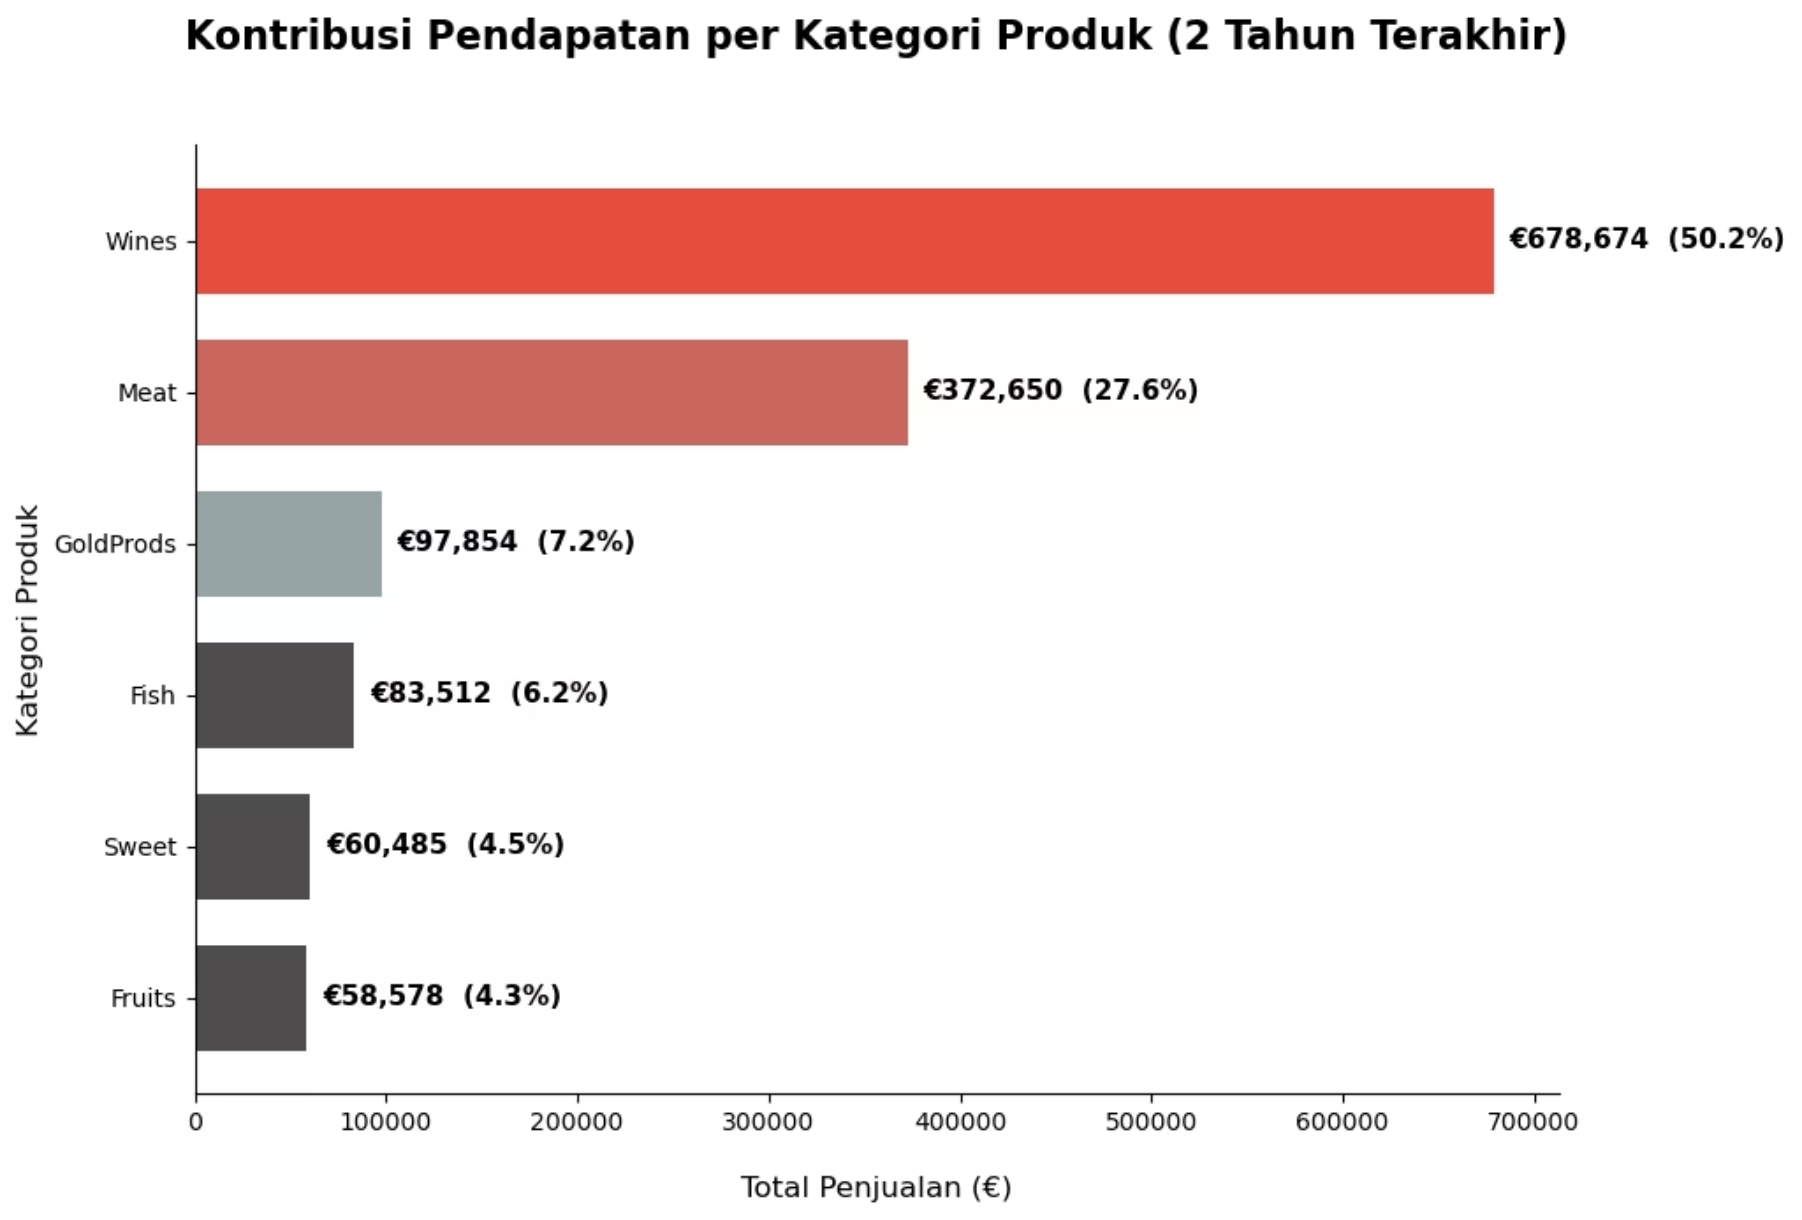 Kontribusi Pendapatan per Kategori Produk (2 Tahun Terakhir)
Kategori Produk
Wines
€678,674 (50.2%)
Meat
€372,650 (27.6%)
GoldProds
€97,854 (7.2%)
Fish
€83,512 (6.2%)
Sweet
€60,485 (4.5%)
Fruits
€58,578 (4.3%)
0 100000 200000 300000 400000 500000 600000 700000
Total Penjualan (€)